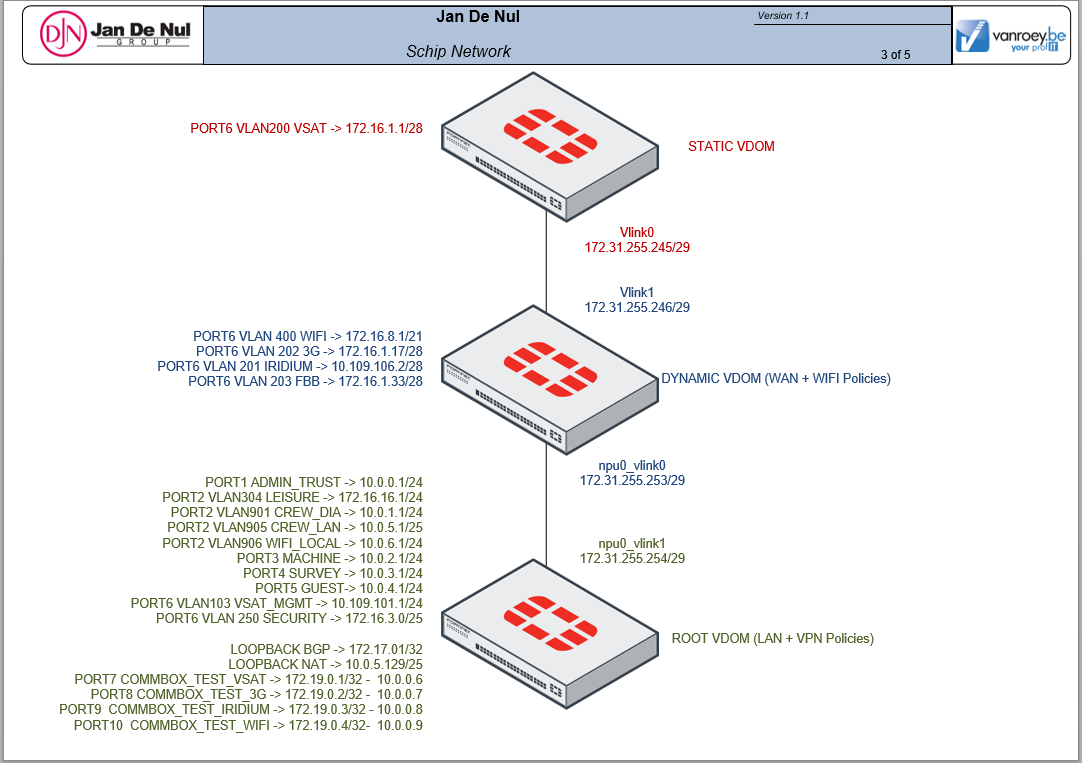 Jan De Nul
GROUP
DJN
Jan De Nul
Schip Network
Version 1.1
3 of 5
vanroey.be
your profIT
PORT6 VLAN200 VSAT -> 172.16.1.1/28
STATIC VDOM
Vlink0
172.31.255.245/29
Vlink1
172.31.255.246/29
PORT6 VLAN 400 WIFI -> 172.16.8.1/21
PORT6 VLAN 202 3G -> 172.16.1.17/28
PORT6 VLAN 201 IRIDIUM -> 10.109.106.2/28
PORT6 VLAN 203 FBB -> 172.16.1.33/28
DYNAMIC VDOM (WAN + WIFI Policies)
npu0_vlink0
172.31.255.253/29
PORT1 ADMIN_TRUST -> 10.0.0.1/24
PORT2 VLAN304 LEISURE -> 172.16.16.1/24
PORT2 VLAN901 CREW_DIA -> 10.0.1.1/24
PORT2 VLAN905 CREW_LAN -> 10.0.5.1/25
PORT2 VLAN906 WIFI_LOCAL -> 10.0.6.1/24
PORT3 MACHINE -> 10.0.2.1/24
PORT4 SURVEY -> 10.0.3.1/24
PORT5 GUEST-> 10.0.4.1/24
PORT6 VLAN103 VSAT_MGMT -> 10.109.101.1/24
PORT6 VLAN 250 SECURITY -> 172.16.3.0/25
npu0_vlink1
172.31.255.254/29
ROOT VDOM (LAN + VPN Policies)
LOOPBACK BGP -> 172.17.01/32
LOOPBACK NAT -> 10.0.5.129/25
PORT7 COMMBOX_TEST_VSAT -> 172.19.0.1/32 - 10.0.0.6
PORT8 COMMBOX_TEST_3G -> 172.19.0.2/32 - 10.0.0.7
PORT9 COMMBOX_TEST_IRIDIUM -> 172.19.0.3/32 - 10.0.0.8
PORT10 COMMBOX_TEST_WIFI -> 172.19.0.4/32- 10.0.0.9